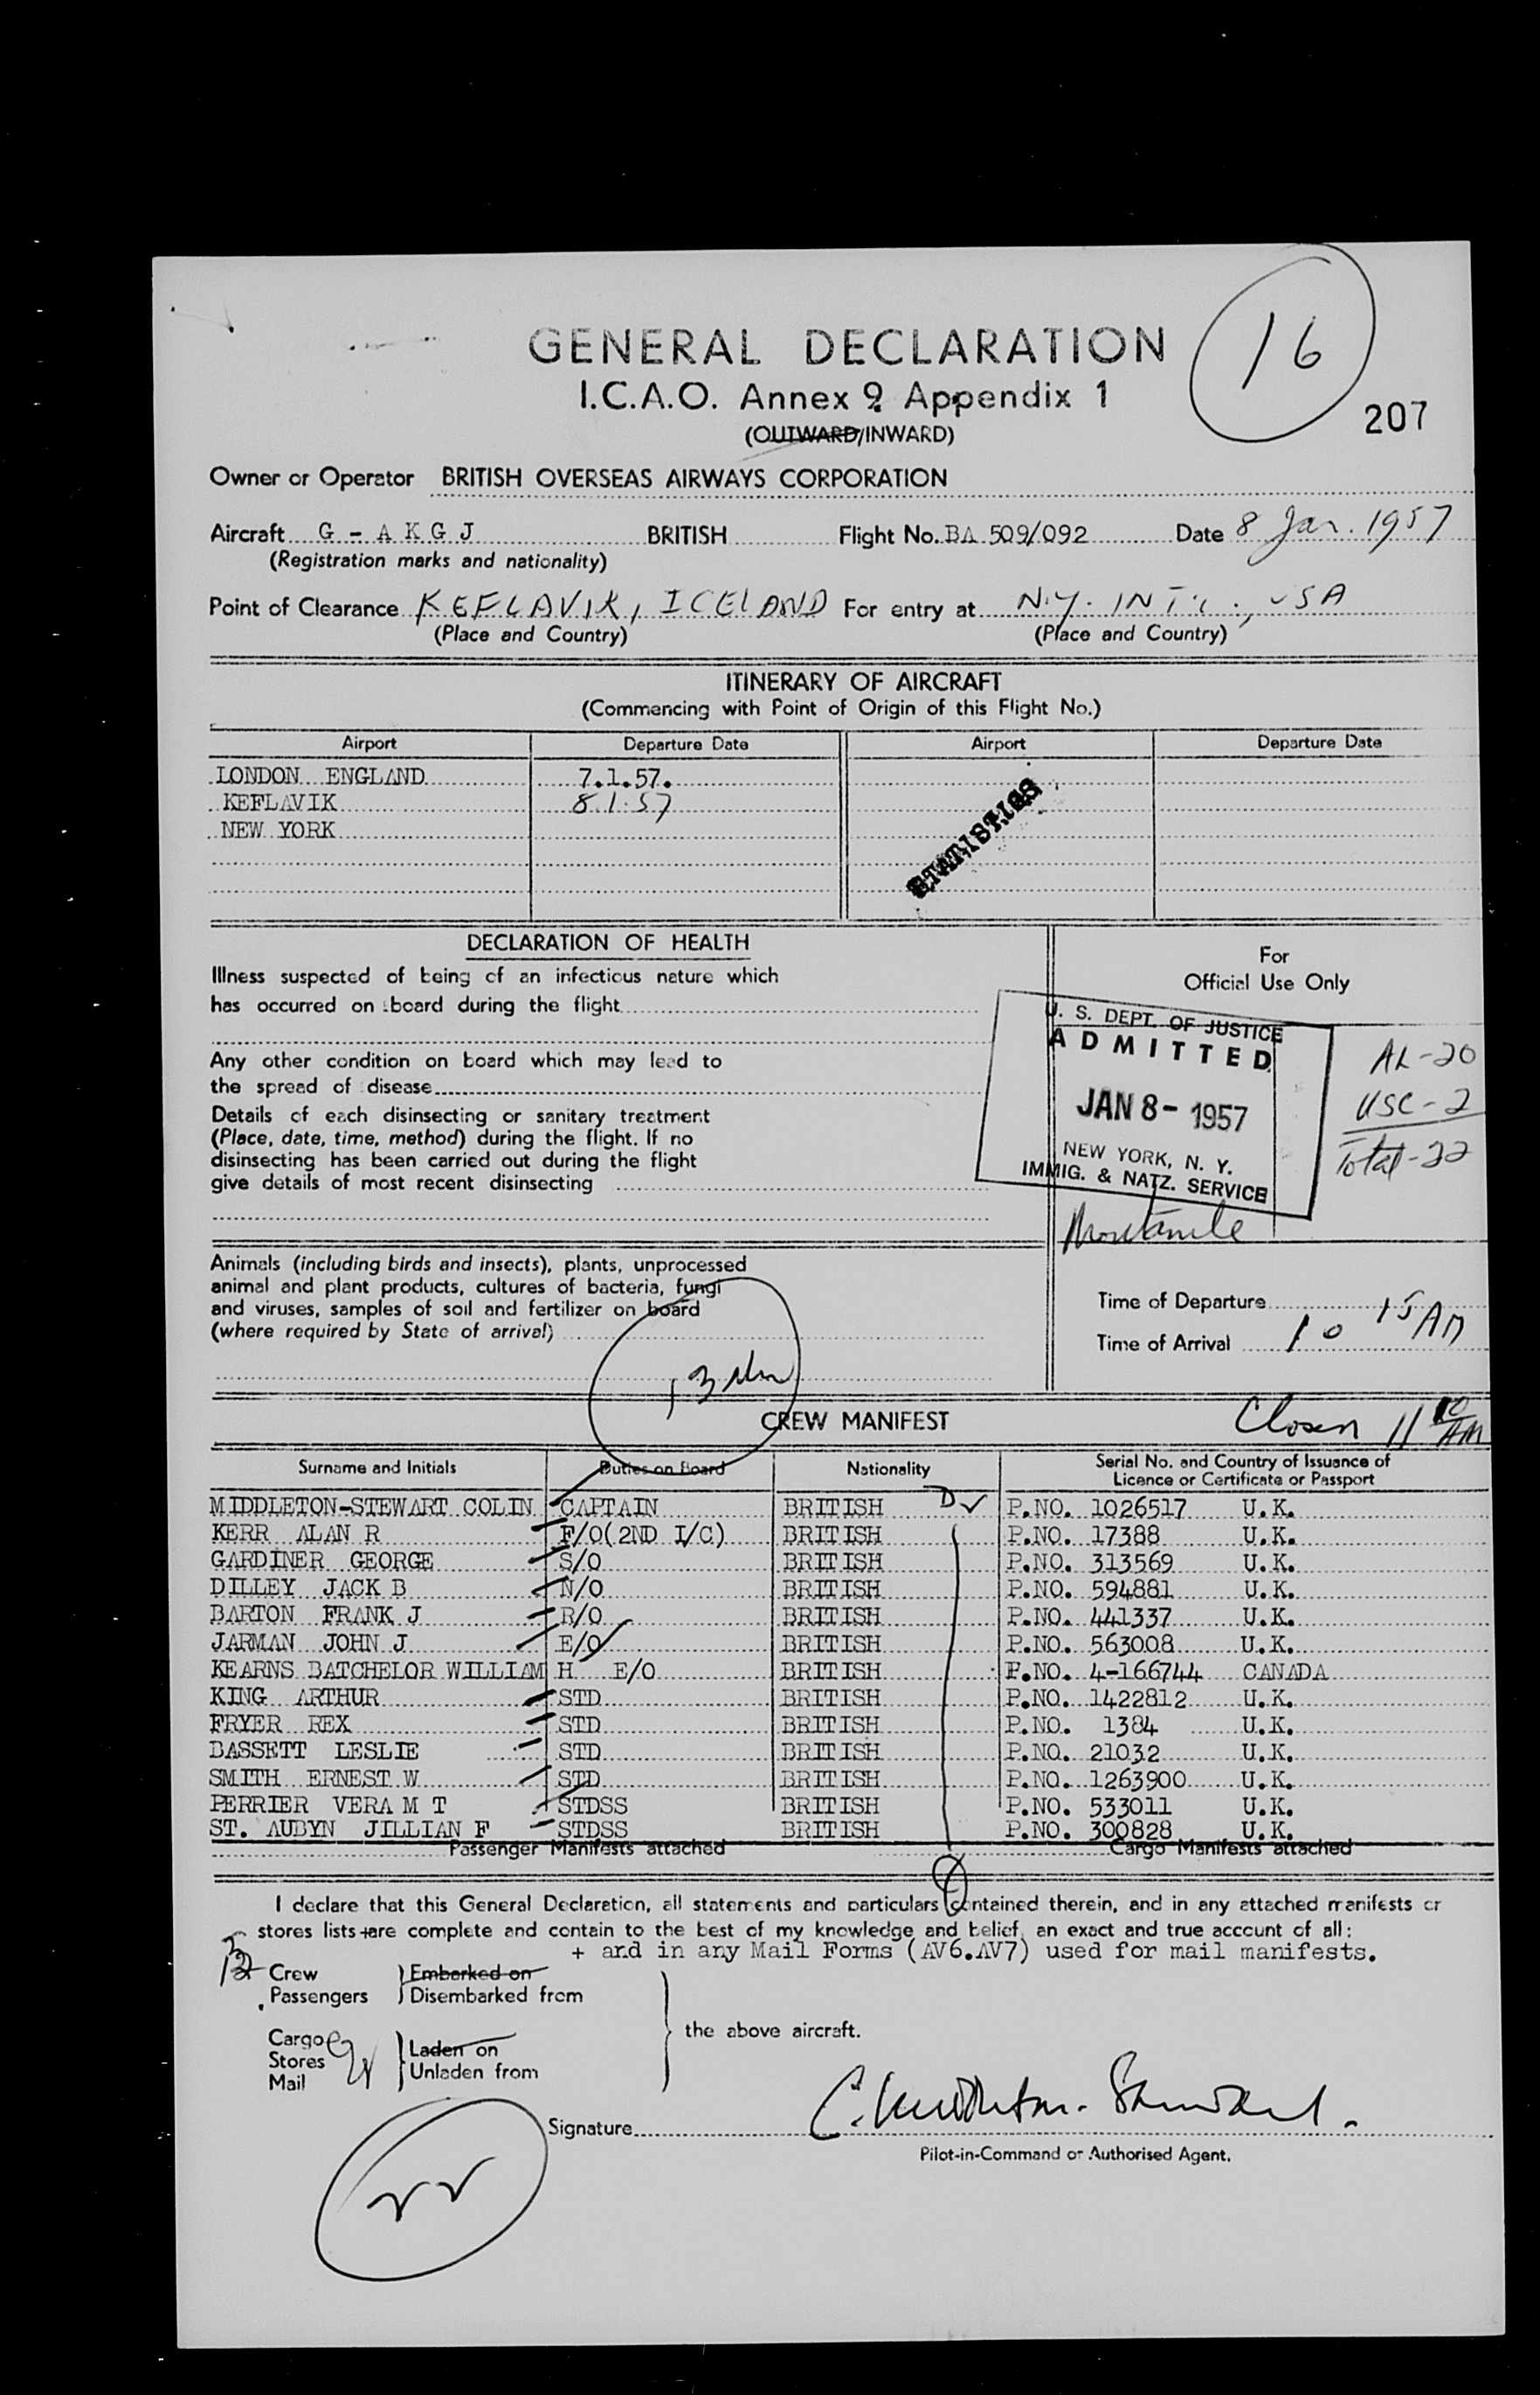 GENERAL DECLARATION
16
I.C.A.O. Annex 9 Appendix 1
207
(OUTWARD/INWARD)
Owner or Operator BRITISH OVERSEAS AIRWAYS CORPORATION
Aircraft G - A K G J BRITISH Flight No. BA 509/092 Date 8 Jan. 1957
(Registration marks and nationality)
Point of Clearance KEFLAVIK, ICELAND For entry at N.Y. INT'L., USA
(Place and Country) (Place and Country)
ITINERARY OF AIRCRAFT
(Commencing with Point of Origin of this Flight No.)
Airport Departure Date Airport Departure Date
LONDON ENGLAND 7.1.57.
KEFLAVIK 8.1.57
NEW YORK
STATISTICS
DECLARATION OF HEALTH
Illness suspected of being of an infectious nature which
has occurred on board during the flight
Any other condition on board which may lead to
the spread of disease
Details of each disinsecting or sanitary treatment
(Place, date, time, method) during the flight. If no
disinsecting has been carried out during the flight
give details of most recent disinsecting
For
Official Use Only
U. S. DEPT. OF JUSTICE
ADMITTED
JAN 8 - 1957
NEW YORK, N. Y.
IMMIG. & NATZ. SERVICE
AL-20
USC-2
Total-22
Animals (including birds and insects), plants, unprocessed
animal and plant products, cultures of bacteria, fungi
and viruses, samples of soil and fertilizer on board
(where required by State of arrival)
Time of Departure
Time of Arrival 10 15 AM
CREW MANIFEST
Closed 11 10 AM
Surname and Initials Duties on Board Nationality Serial No. and Country of Issuance of
Licence or Certificate or Passport
MIDDLETON-STEWART COLIN CAPTAIN BRITISH D P.NO. 1026517 U.K.
KERR ALAN R F/O(2ND I/C) BRITISH P.NO. 17388 U.K.
GARDINER GEORGE S/O BRITISH P.NO. 313569 U.K.
DILLEY JACK B N/O BRITISH P.NO. 594881 U.K.
BARTON FRANK J R/O BRITISH P.NO. 441337 U.K.
JARMAN JOHN J E/O BRITISH P.NO. 563008 U.K.
KEARNS BATCHELOR WILLIAM H E/O BRITISH P.NO. 4-166744 CANADA
KING ARTHUR STD BRITISH P.NO. 1422812 U.K.
FRYER REX STD BRITISH P.NO. 1384 U.K.
BASSETT LESLIE STD BRITISH P.NO. 21032 U.K.
SMITH ERNEST W STD BRITISH P.NO. 1263900 U.K.
PERRIER VERA M T STDSS BRITISH P.NO. 533011 U.K.
ST. AUBYN JILLIAN F STDSS BRITISH P.NO. 300828 U.K.
Passenger Manifests attached Cargo Manifests attached
I declare that this General Declaration, all statements and particulars contained therein, and in any attached manifests or
stores lists + are complete and contain to the best of my knowledge and belief, an exact and true account of all:
+ and in any Mail Forms (AV6.AV7) used for mail manifests.
Crew Embarked on
Passengers Disembarked from
the above aircraft.
Cargo
Stores Laden on
Mail Unladen from
Signature C. Middleton-Stewart.
Pilot-in-Command or Authorised Agent.
22